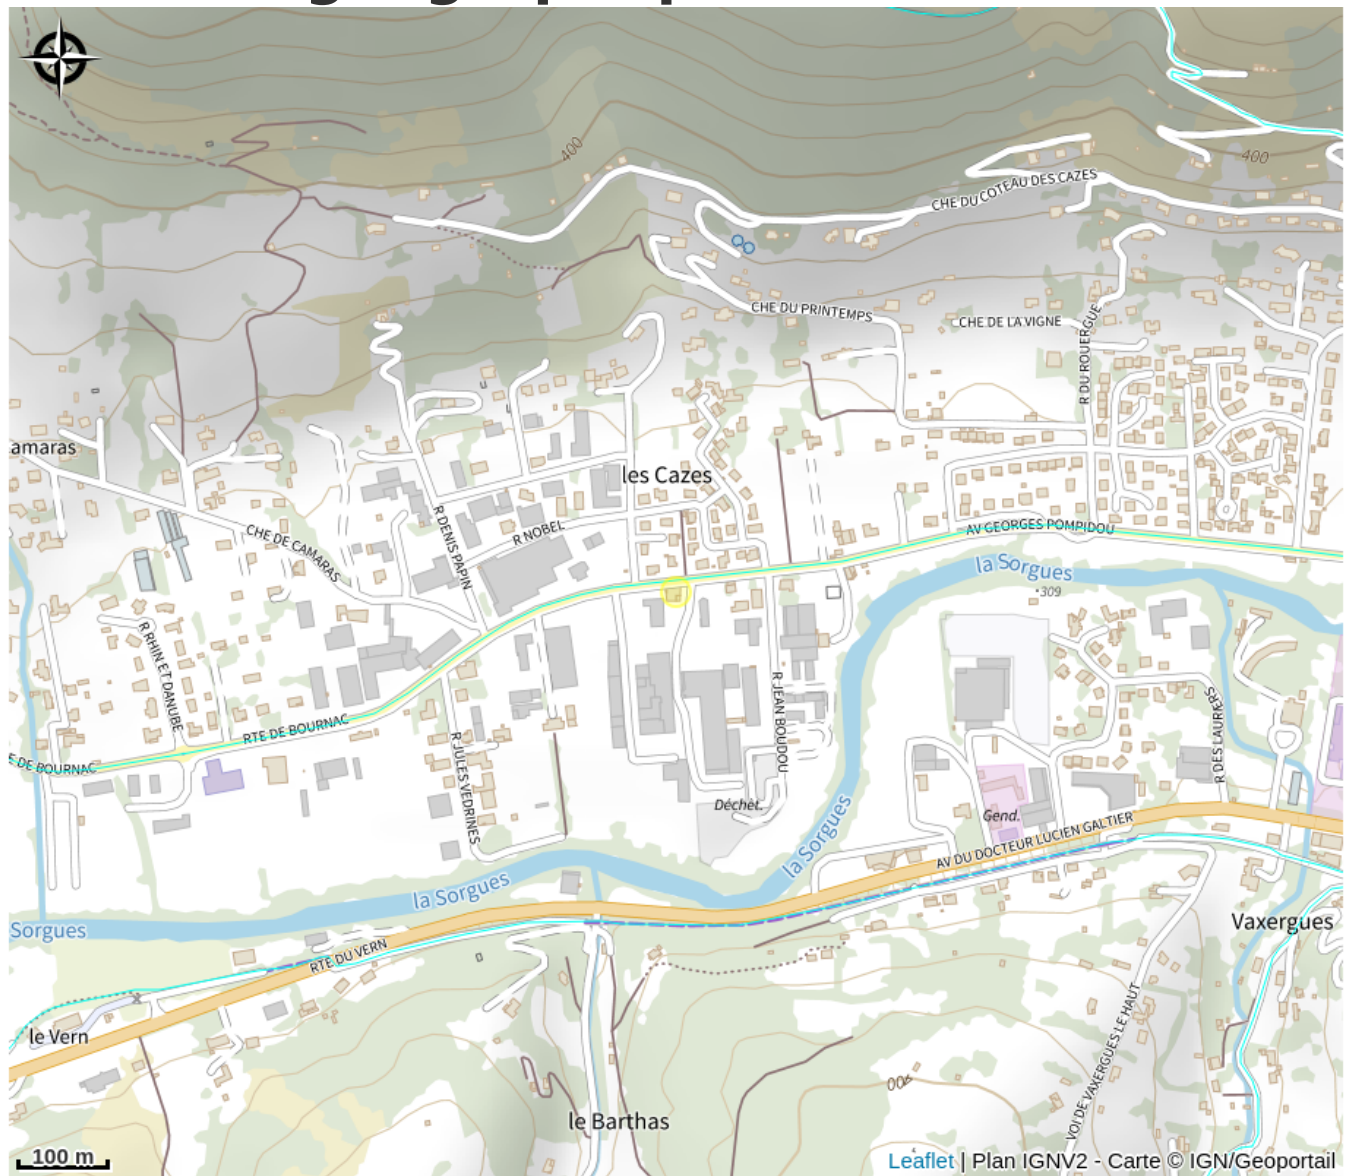 400
400
CHE DU COTEAU DES CAZES
CHE DU PRINTEMPS
CHE DE LA VIGNE
R DU ROUERGUE
amaras
les Cazes
R DENIS PAPIN
R NOBEL
CHE DE CAMARAS
AV GEORGES POMPIDOU
la Sorgues
309
R RHIN ET DANUBE
RTE DE BOURNAC
E DE BOURNAC
R JULES VEDRINES
R JEAN BOUDOU
R DES LAURIERS
Déchèt.
Gend.
la Sorgues
AV DU DOCTEUR LUCIEN GALTIER
la Sorgues
Sorgues
Vaxergues
RTE DU VERN
le Vern
VOI DE VAXERGUES LE HAUT
le Barthas
100 m
Leaflet | Plan IGNV2 - Carte © IGN/Geoportail